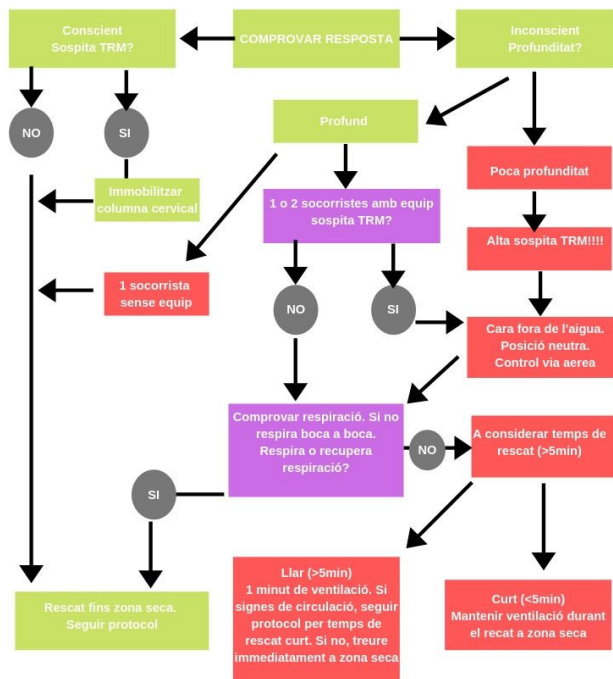 Conscient
Sospita TRM?
COMPROVAR RESPOSTA
Inconscient
Profunditat?
NO
SI
Profund
Poca profunditat
Immobilitzar
columna cervical
1 o 2 socorristes amb equip
sospita TRM?
Alta sospita TRM!!!!
1 socorrista
sense equip
NO
SI
Cara fora de l'aigua.
Posició neutra.
Control via aerea
Comprovar respiració. Si no
respira boca a boca.
Respira o recupera
respiració?
NO
A considerar temps de
rescat (>5min)
SI
Rescat fins zona seca.
Seguir protocol
Llar (>5min)
1 minut de ventilació. Si
signes de circulació, seguir
protocol per temps de
rescat curt. Si no, treure
immediatament a zona seca
Curt (<5min)
Mantenir ventilació durant
el recat a zona seca